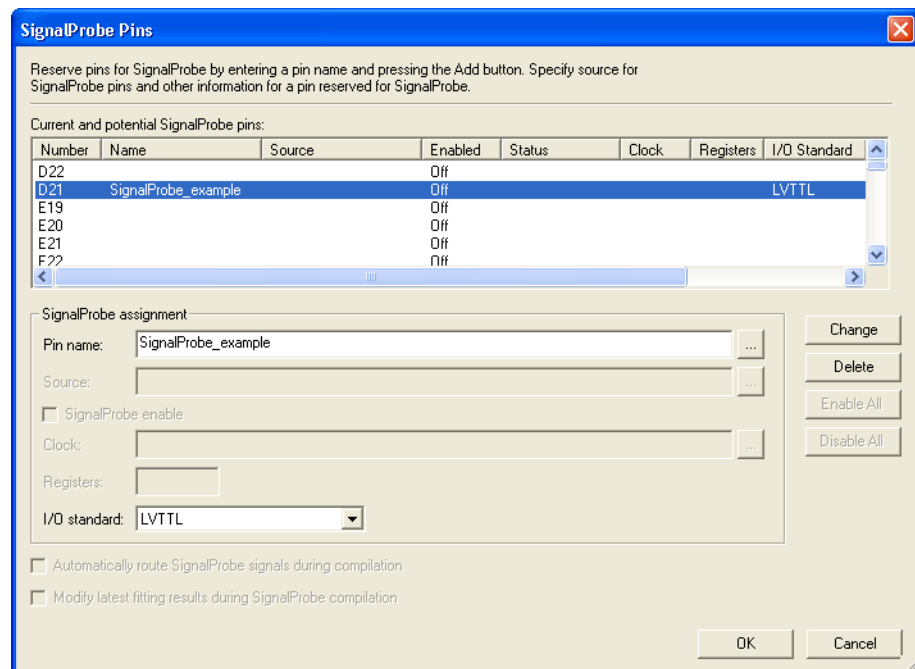 SignalProbe Pins
Reserve pins for SignalProbe by entering a pin name and pressing the Add button. Specify source for
SignalProbe pins and other information for a pin reserved for SignalProbe.
Current and potential SignalProbe pins:
Number Name Source Enabled Status Clock Registers I/O Standard
D22 Off
D21 SignalProbe_example Off LVTTL
E19 Off
E20 Off
E21 Off
E22 Off
SignalProbe assignment
Pin name: SignalProbe_example ...
Change
Source: ...
Delete
SignalProbe enable
Enable All
Clock: ...
Disable All
Registers:
I/O standard: LVTTL
Automatically route SignalProbe signals during compilation
Modify latest fitting results during SignalProbe compilation
OK Cancel